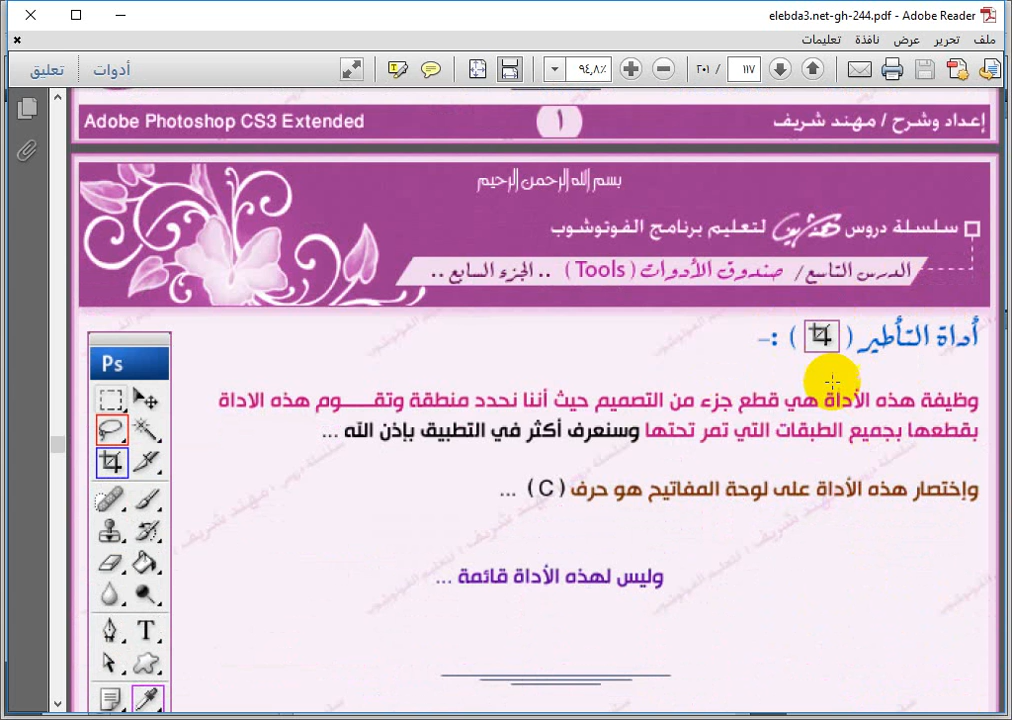 elebda3.net-gh-244.pdf - Adobe Reader
ملف تحرير عرض نافذة تعليمات
١١٧ / ٢٠١ ٩٤٫٨٪ أدوات تعليق
إعداد وشرح / مهند شريف ١ Adobe Photoshop CS3 Extended
بسم الله الرحمن الرحيم
سلسلة دروس مهند شريف لتعليم برنامج الفوتوشوب
الدرس التاسع/ صندوق الأدوات ( Tools ) .. الجزء السابع ..
أداة التأطير ( ) :-
Ps
وظيفة هذه الأداة هي قطع جزء من التصميم حيث أننا نحدد منطقة وتقـــــوم هذه الاداة
بقطعها بجميع الطبقات التي تمر تحتها وسنعرف أكثر في التطبيق بإذن الله ...
وإختصار هذه الأداة على لوحة المفاتيح هو حرف ( C ) ...
وليس لهذه الأداة قائمة ...